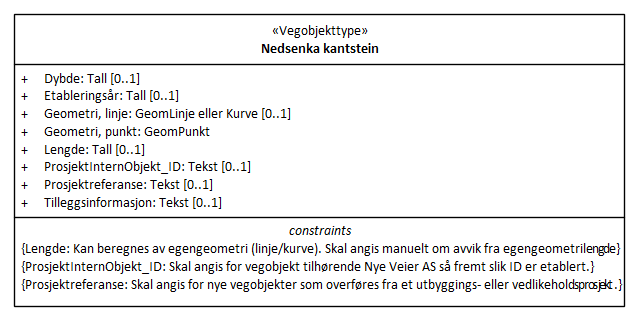 «Vegobjekttype»
Nedsenka kantstein
+ Dybde: Tall [0..1]
+ Etableringsår: Tall [0..1]
+ Geometri, linje: GeomLinje eller Kurve [0..1]
+ Geometri, punkt: GeomPunkt
+ Lengde: Tall [0..1]
+ ProsjektInternObjekt_ID: Tekst [0..1]
+ Prosjektreferanse: Tekst [0..1]
+ Tilleggsinformasjon: Tekst [0..1]
constraints
{Lengde: Kan beregnes av egengeometri (linje/kurve). Skal angis manuelt om avvik fra egengeometrilengde}
{ProsjektInternObjekt_ID: Skal angis for vegobjekt tilhørende Nye Veier AS så fremt slik ID er etablert.}
{Prosjektreferanse: Skal angis for nye vegobjekter som overføres fra et utbyggings- eller vedlikeholdsprosjekt.}